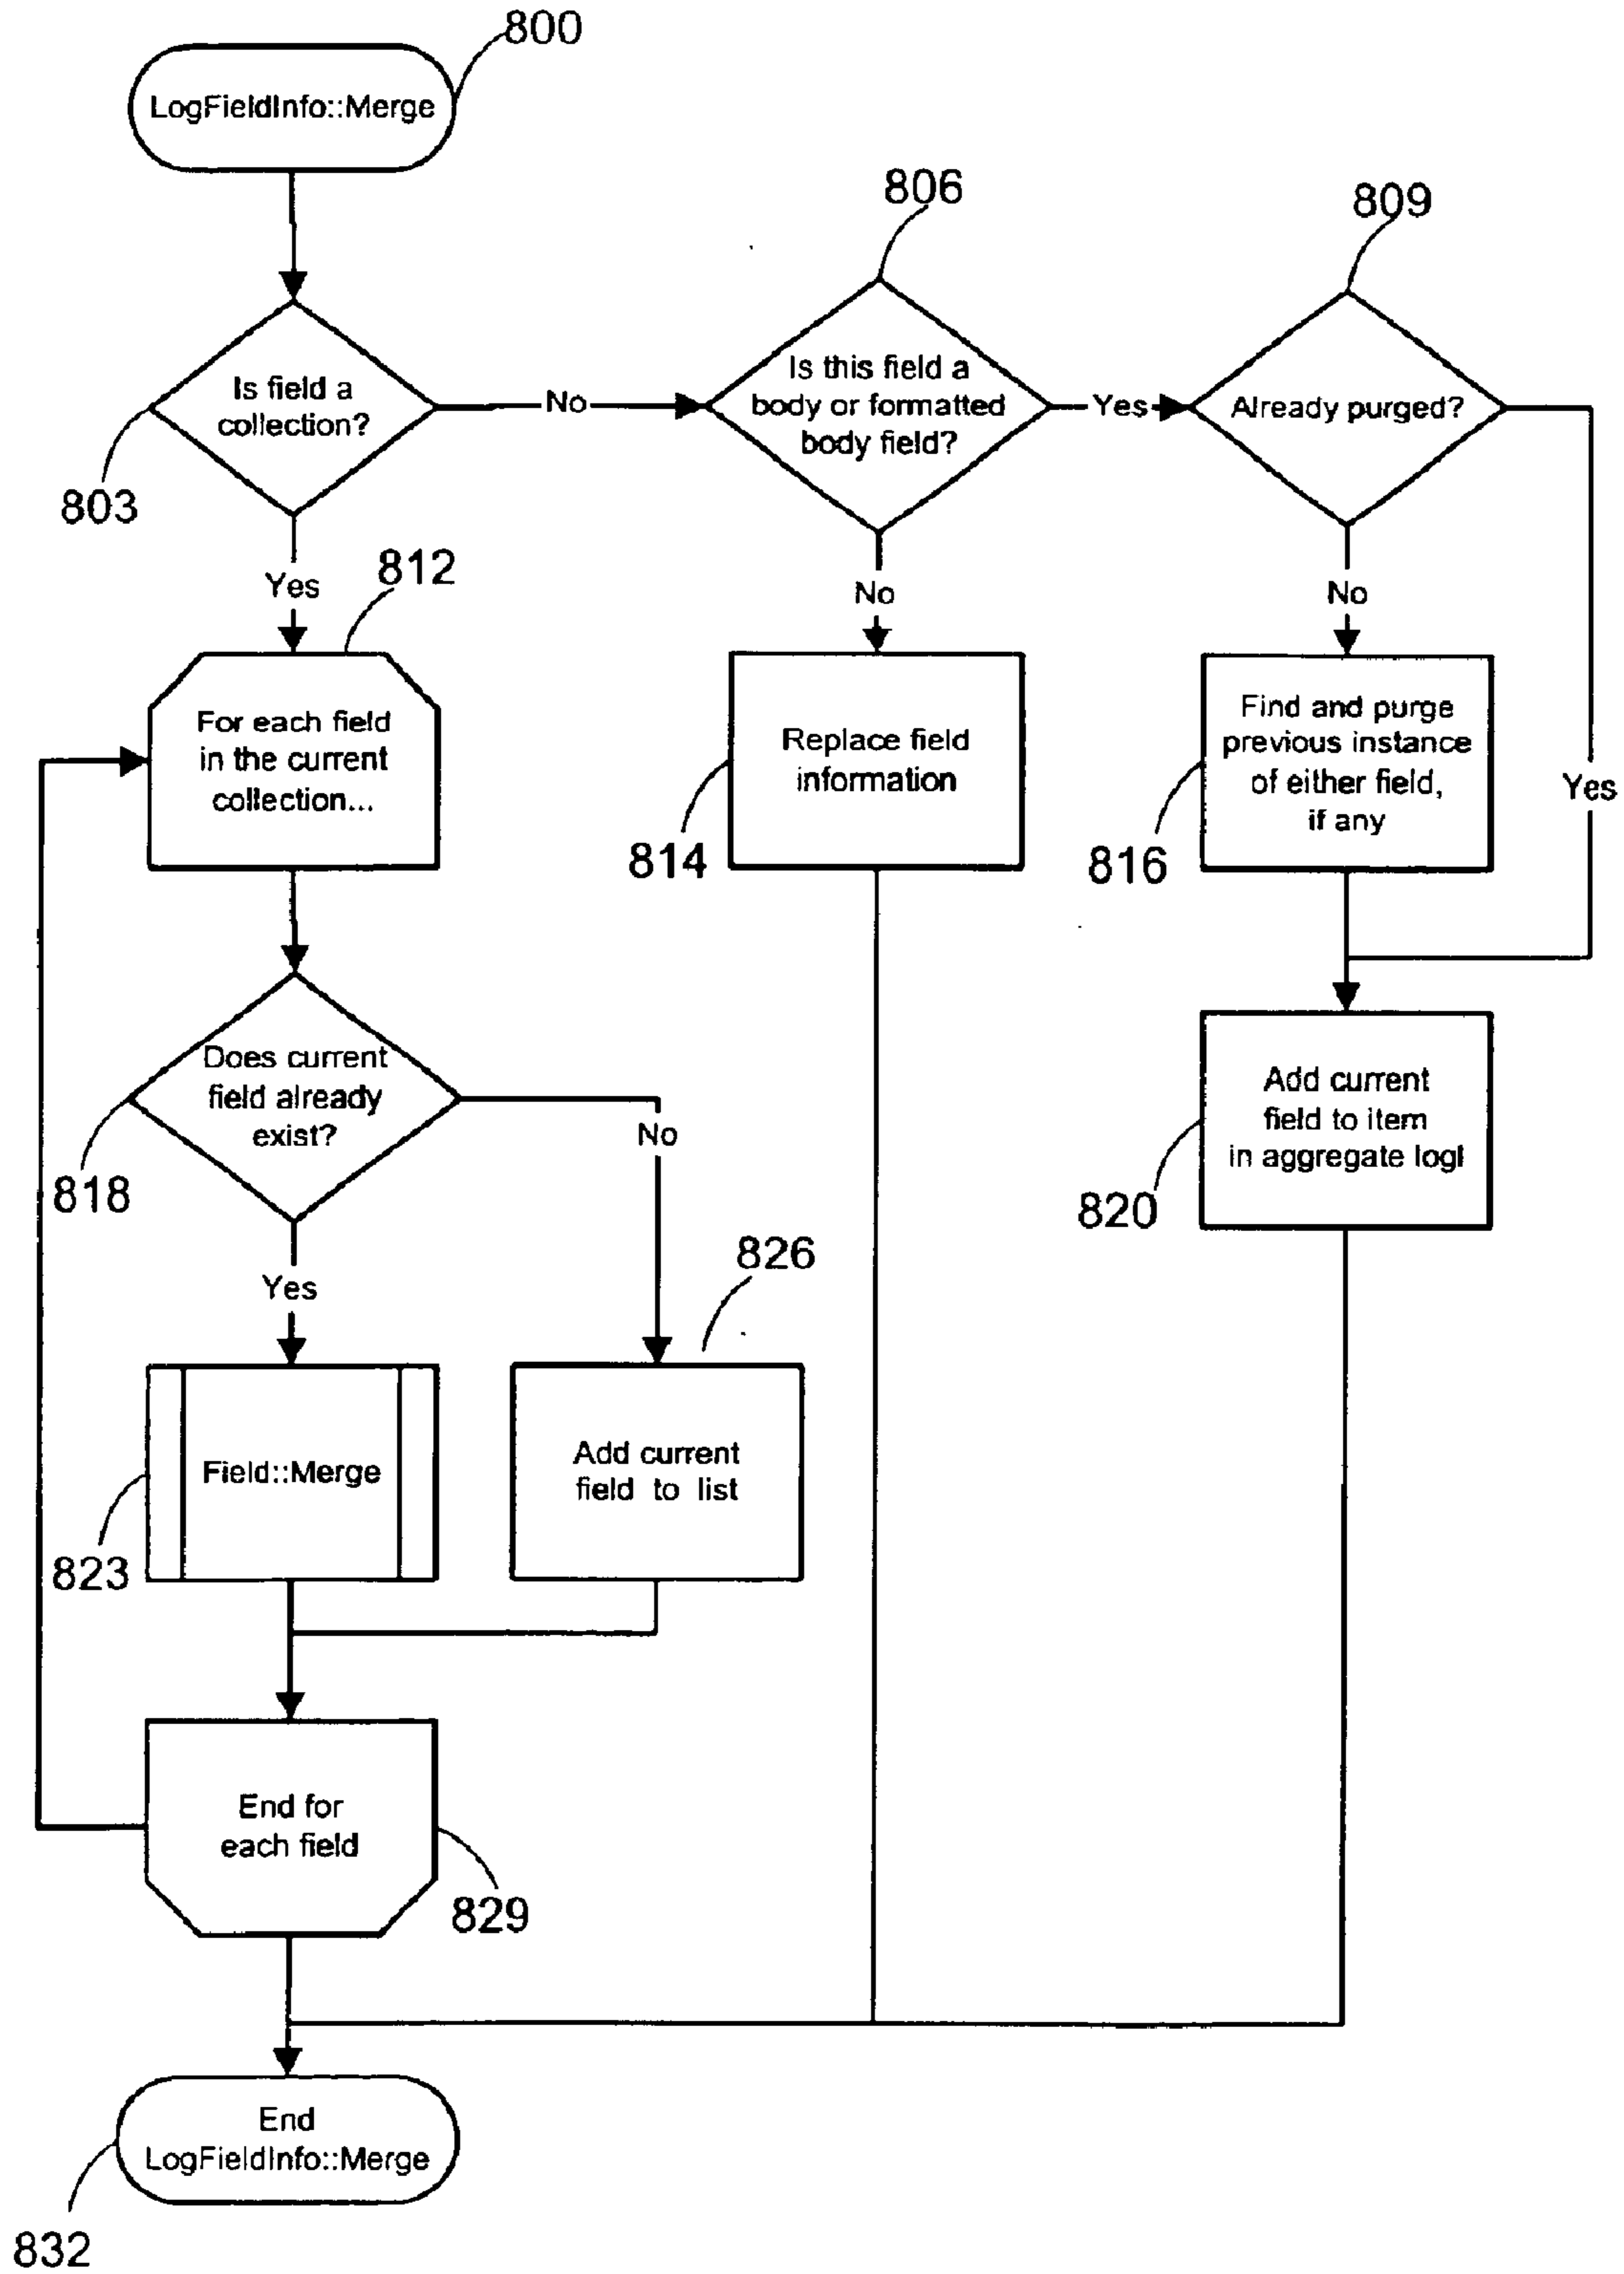 800
LogFieldInfo::Merge
806
809
Is field a
collection?
803
No
Is this field a
body or formatted
body field?
Yes
Already purged?
Yes
812
No
No
For each field
in the current
collection...
Replace field
information
814
Find and purge
previous instance
of either field,
if any
816
Yes
Does current
field already
exist?
818
No
Add current
field to item
in aggregate logl
820
Yes
826
Field::Merge
823
Add current
field to list
End for
each field
829
End
LogFieldInfo::Merge
832